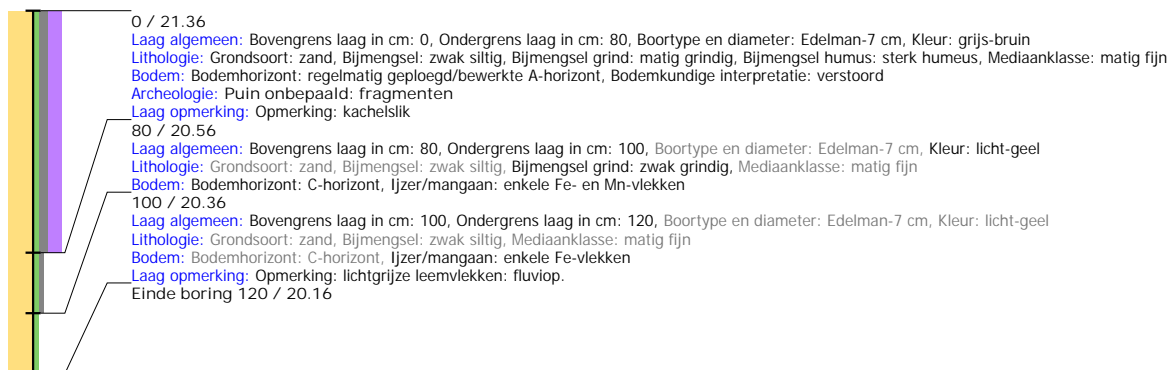 0 / 21.36
Laag algemeen: Bovengrens laag in cm: 0, Ondergrens laag in cm: 80, Boortype en diameter: Edelman-7 cm, Kleur: grijs-bruin
Lithologie: Grondsoort: zand, Bijmengsel: zwak siltig, Bijmengsel grind: matig grindig, Bijmengsel humus: sterk humeus, Mediaanklasse: matig fijn
Bodem: Bodemhorizont: regelmatig geploegd/bewerkte A-horizont, Bodemkundige interpretatie: verstoord
Archeologie: Puin onbepaald: fragmenten
Laag opmerking: Opmerking: kachelslik
80 / 20.56
Laag algemeen: Bovengrens laag in cm: 80, Ondergrens laag in cm: 100, Boortype en diameter: Edelman-7 cm, Kleur: licht-geel
Lithologie: Grondsoort: zand, Bijmengsel: zwak siltig, Bijmengsel grind: zwak grindig, Mediaanklasse: matig fijn
Bodem: Bodemhorizont: C-horizont, Ijzer/mangaan: enkele Fe- en Mn-vlekken
100 / 20.36
Laag algemeen: Bovengrens laag in cm: 100, Ondergrens laag in cm: 120, Boortype en diameter: Edelman-7 cm, Kleur: licht-geel
Lithologie: Grondsoort: zand, Bijmengsel: zwak siltig, Mediaanklasse: matig fijn
Bodem: Bodemhorizont: C-horizont, Ijzer/mangaan: enkele Fe-vlekken
Laag opmerking: Opmerking: lichtgrijze leemvlekken: fluviop.
Einde boring 120 / 20.16